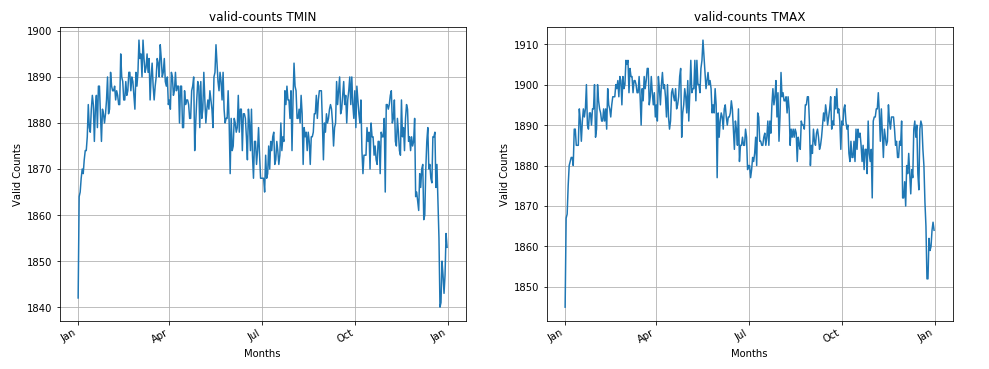 valid-counts TMIN
Valid Counts
1900
1890
1880
1870
1860
1850
1840
Jan
Apr
Jul
Oct
Jan
Months
valid-counts TMAX
Valid Counts
1910
1900
1890
1880
1870
1860
1850
Jan
Apr
Jul
Oct
Jan
Months